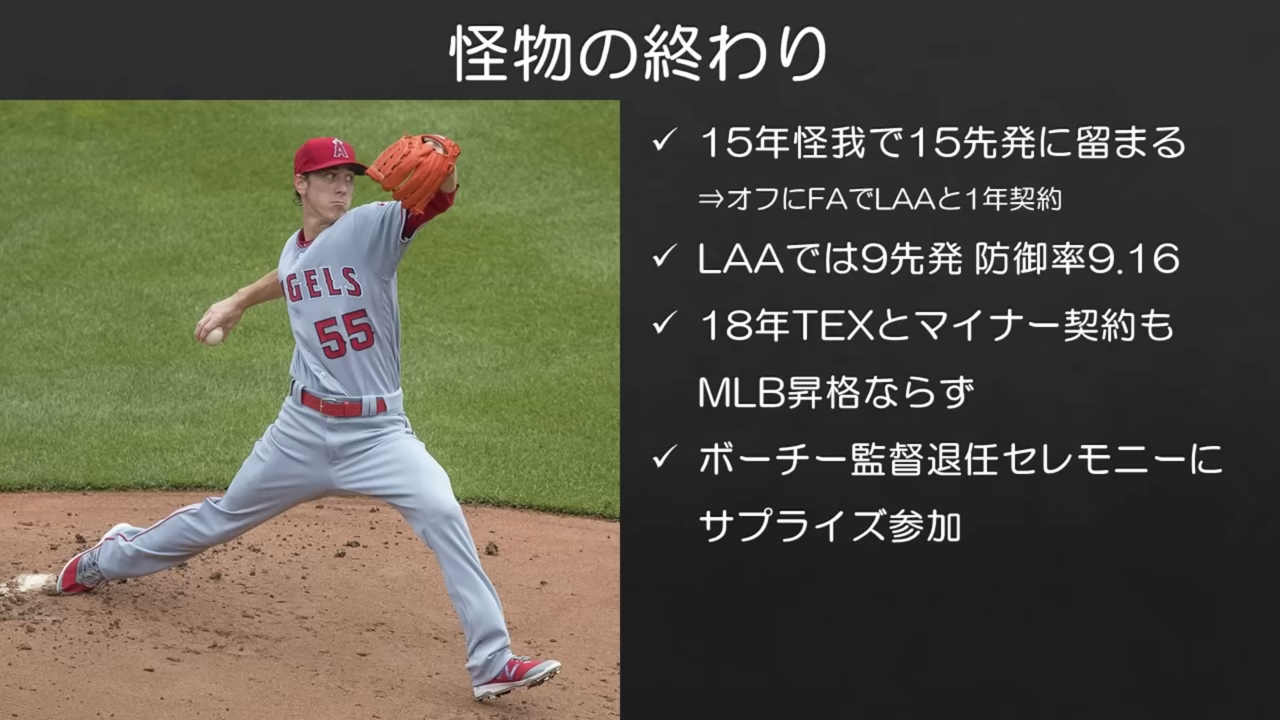 怪物の終わり
✓ 15年怪我で15先発に留まる
⇒オフにFAでLAAと1年契約
✓ LAAでは9先発 防御率9.16
✓ 18年TEXとマイナー契約も
MLB昇格ならず
✓ ボーチー監督退任セレモニーに
サプライズ参加
A
GELS
55